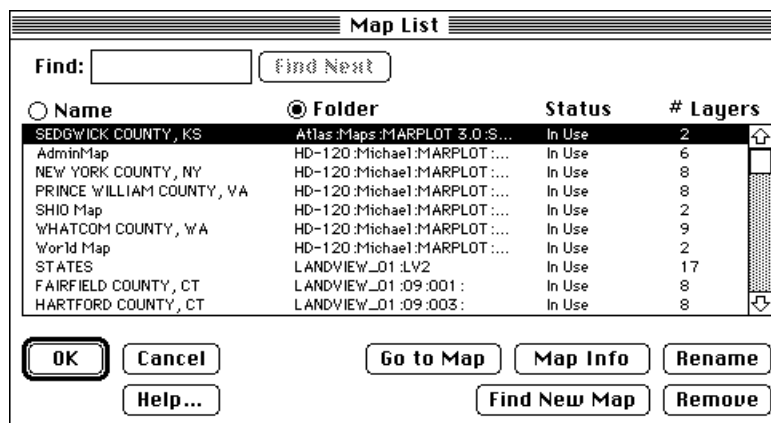 Map List
Find: Find Next
Name Folder Status # Layers
SEDGWICK COUNTY, KS Atlas:Maps:MARPLOT 3.0:S... In Use 2
AdminMap HD-120:Michael:MARPLOT:... In Use 6
NEW YORK COUNTY, NY HD-120:Michael:MARPLOT:... In Use 8
PRINCE WILLIAM COUNTY, VA HD-120:Michael:MARPLOT:... In Use 8
SHIO Map HD-120:Michael:MARPLOT:... In Use 2
WHATCOM COUNTY, WA HD-120:Michael:MARPLOT:... In Use 9
World Map HD-120:Michael:MARPLOT:... In Use 2
STATES LANDVIEW_01:LV2 In Use 17
FAIRFIELD COUNTY, CT LANDVIEW_01:09:001: In Use 8
HARTFORD COUNTY, CT LANDVIEW_01:09:003: In Use 8
OK Cancel Go to Map Map Info Rename
Help... Find New Map Remove